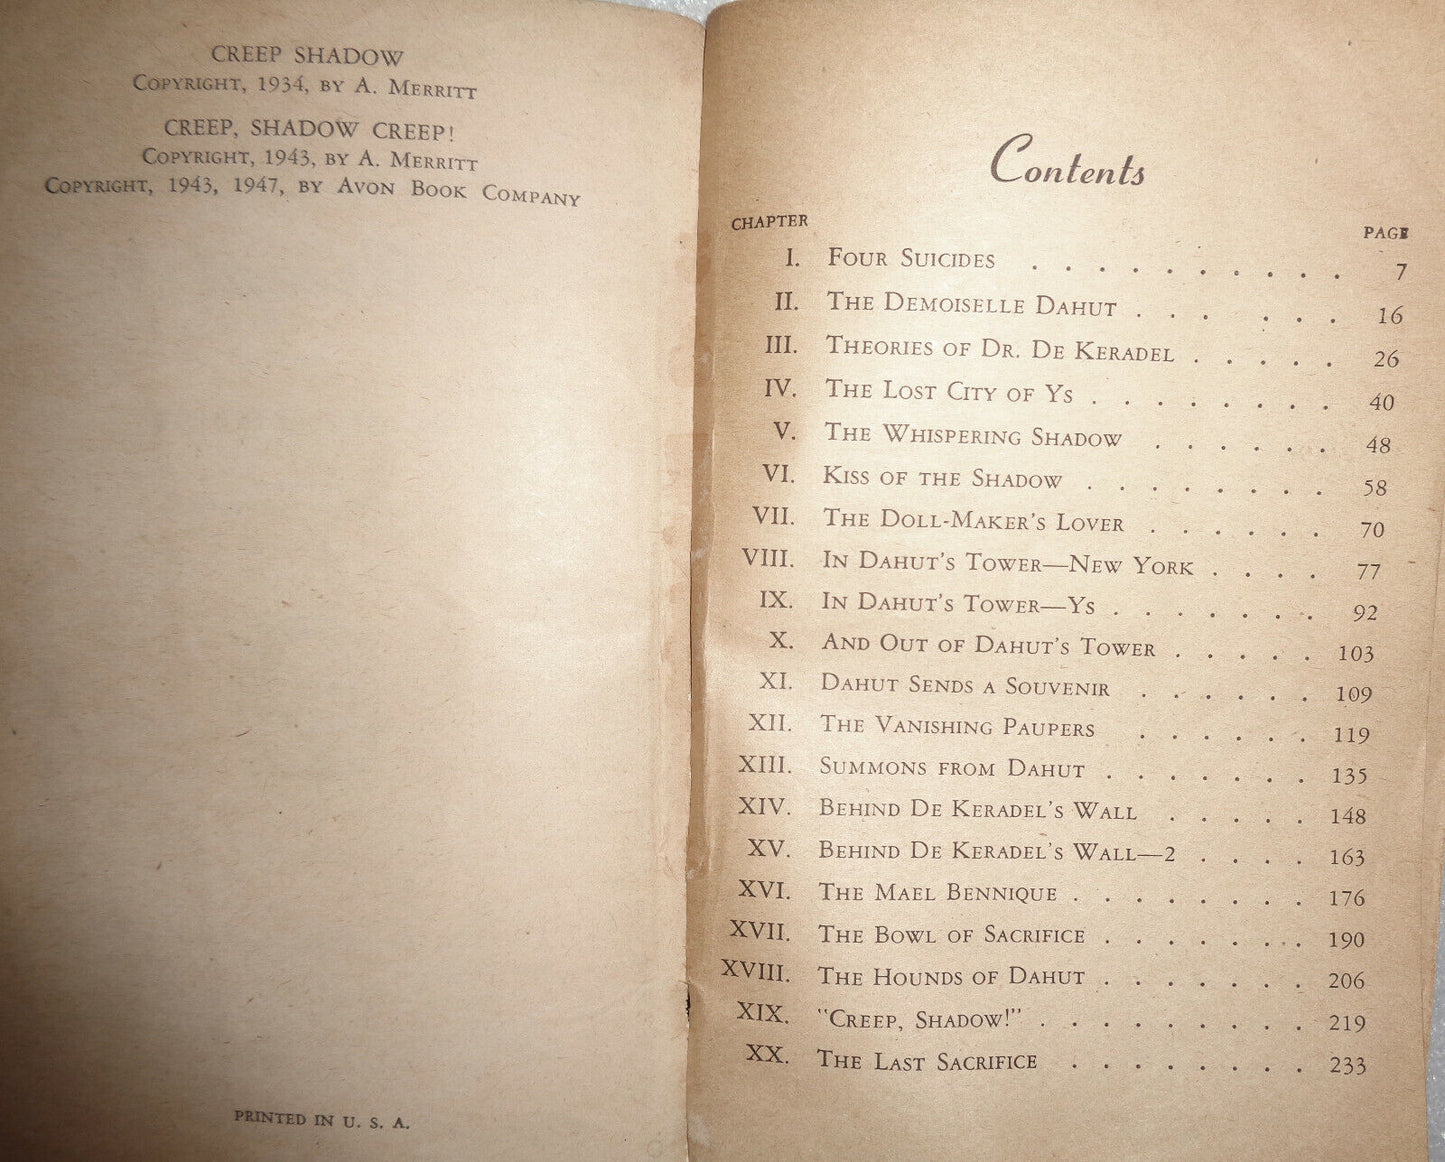 CREEP SHADOW
COPYRIGHT, 1934, BY A. MERRITT
CREEP, SHADOW CREEP!
COPYRIGHT, 1943, BY A. MERRITT
COPYRIGHT, 1943, 1947, BY AVON BOOK COMPANY
PRINTED IN U. S. A.
Contents
CHAPTER PAGE
I. FOUR SUICIDES . . . . . . . . . . 7
II. THE DEMOISELLE DAHUT . . . . . . 16
III. THEORIES OF DR. DE KERADEL . . . . . 26
IV. THE LOST CITY OF YS . . . . . . . . 40
V. THE WHISPERING SHADOW . . . . . . 48
VI. KISS OF THE SHADOW . . . . . . . . 58
VII. THE DOLL-MAKER'S LOVER . . . . . . 70
VIII. IN DAHUT'S TOWER—NEW YORK . . . . 77
IX. IN DAHUT'S TOWER—YS . . . . . . . 92
X. AND OUT OF DAHUT'S TOWER . . . . . 103
XI. DAHUT SENDS A SOUVENIR . . . . . . 109
XII. THE VANISHING PAUPERS . . . . . . 119
XIII. SUMMONS FROM DAHUT . . . . . . . 135
XIV. BEHIND DE KERADEL'S WALL . . . . . 148
XV. BEHIND DE KERADEL'S WALL—2 . . . . 163
XVI. THE MAEL BENNIQUE . . . . . . . . 176
XVII. THE BOWL OF SACRIFICE . . . . . . . 190
XVIII. THE HOUNDS OF DAHUT . . . . . . . 206
XIX. "CREEP, SHADOW!" . . . . . . . . . 219
XX. THE LAST SACRIFICE . . . . . . . . 233